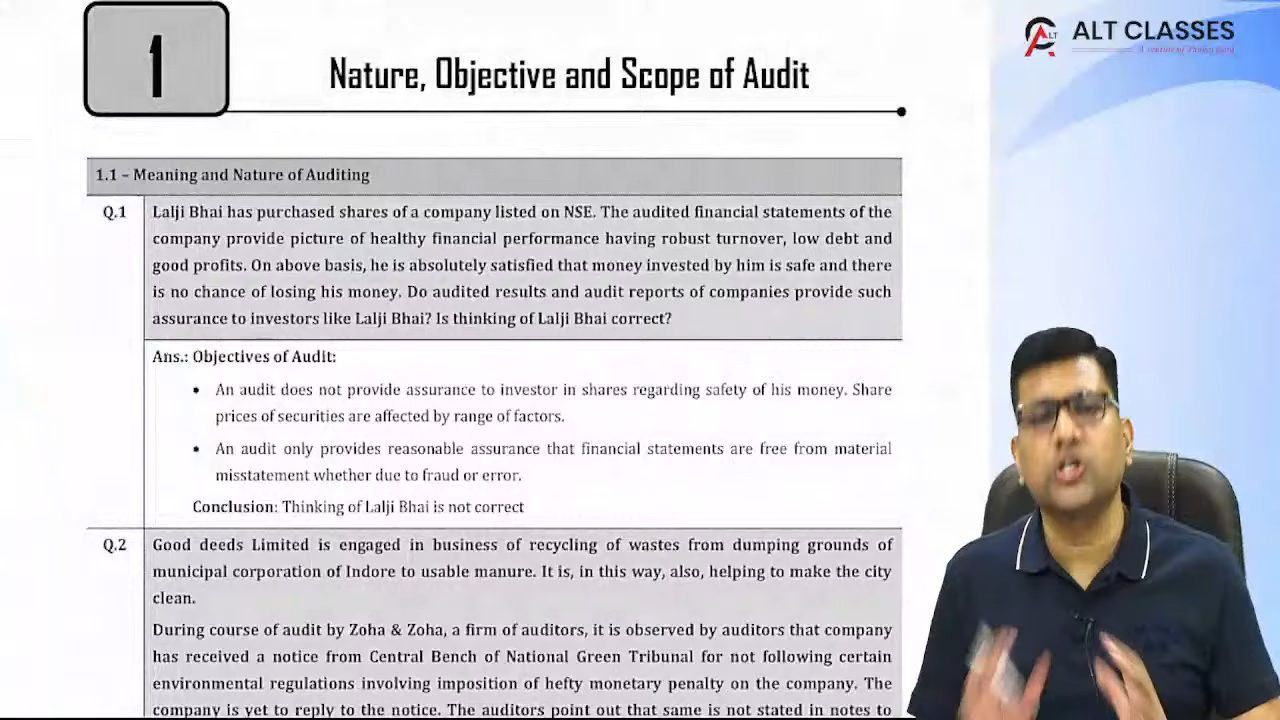 1
Nature, Objective and Scope of Audit
ALT
ALT CLASSES
1.1 – Meaning and Nature of Auditing
Q.1
Lalji Bhai has purchased shares of a company listed on NSE. The audited financial statements of the
company provide picture of healthy financial performance having robust turnover, low debt and
good profits. On above basis, he is absolutely satisfied that money invested by him is safe and there
is no chance of losing his money. Do audited results and audit reports of companies provide such
assurance to investors like Lalji Bhai? Is thinking of Lalji Bhai correct?
Ans.: Objectives of Audit:
• An audit does not provide assurance to investor in shares regarding safety of his money. Share
prices of securities are affected by range of factors.
• An audit only provides reasonable assurance that financial statements are free from material
misstatement whether due to fraud or error.
Conclusion: Thinking of Lalji Bhai is not correct
Q.2
Good deeds Limited is engaged in business of recycling of wastes from dumping grounds of
municipal corporation of Indore to usable manure. It is, in this way, also, helping to make the city
clean.
During course of audit by Zoha & Zoha, a firm of auditors, it is observed by auditors that company
has received a notice from Central Bench of National Green Tribunal for not following certain
environmental regulations involving imposition of hefty monetary penalty on the company. The
company is yet to reply to the notice. The auditors point out that same is not stated in notes to